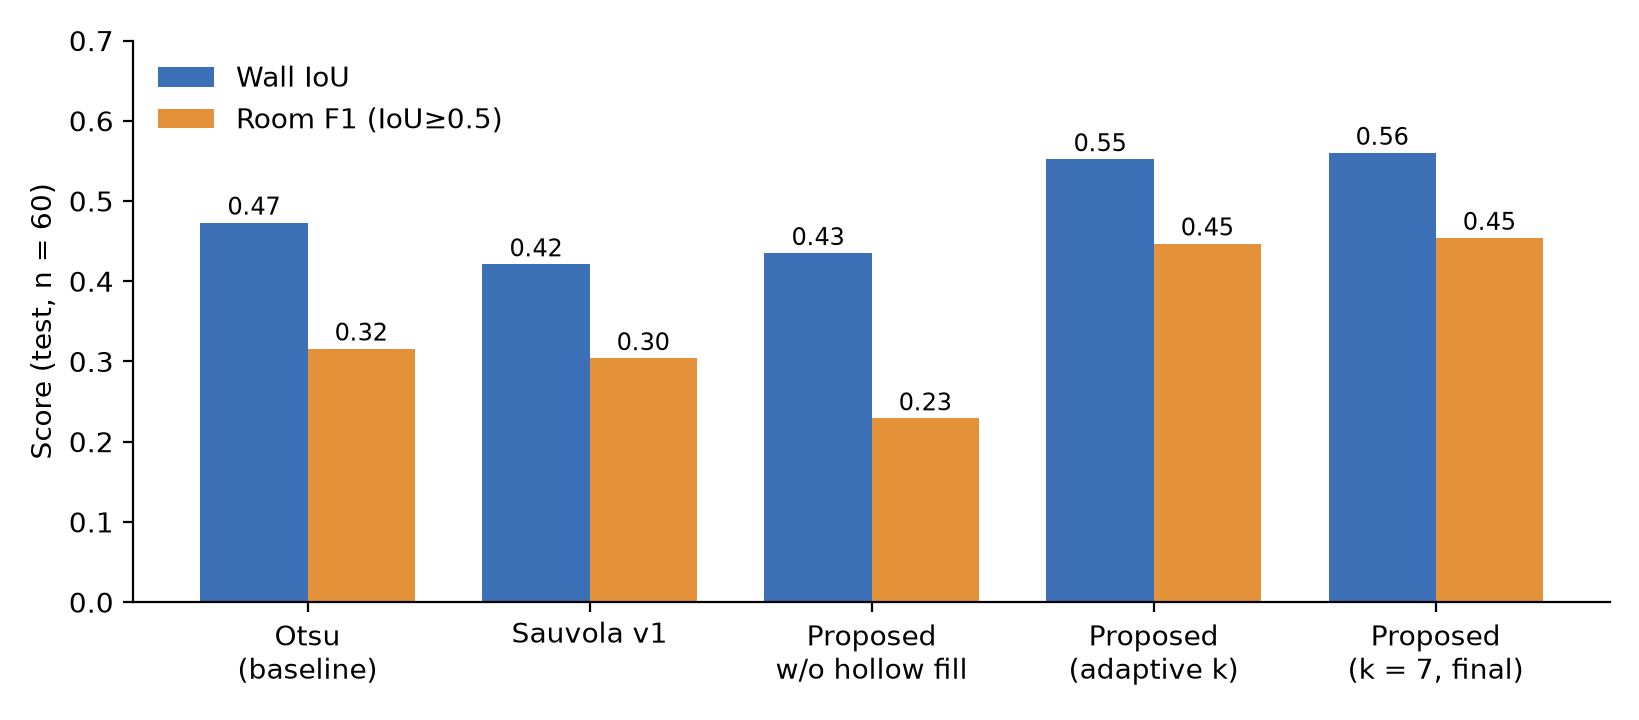 0.7
0.6
0.5
0.4
0.3
0.2
0.1
0.0
Score (test, n = 60)
Wall IoU
Room F1 (IoU≥0.5)
0.47
0.32
0.42
0.30
0.43
0.23
0.55
0.45
0.56
0.45
Otsu
(baseline)
Sauvola v1
Proposed
w/o hollow fill
Proposed
(adaptive k)
Proposed
(k = 7, final)